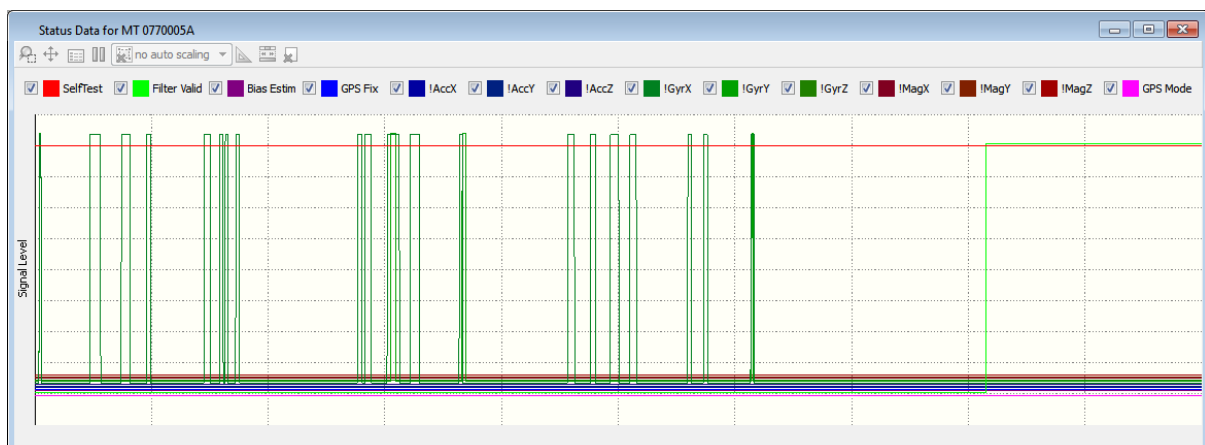 Status Data for MT 0770005A
no auto scaling
SelfTest Filter Valid Bias Estim GPS Fix !AccX !AccY !AccZ !GyrX !GyrY !GyrZ !MagX !MagY !MagZ GPS Mode
Signal Level